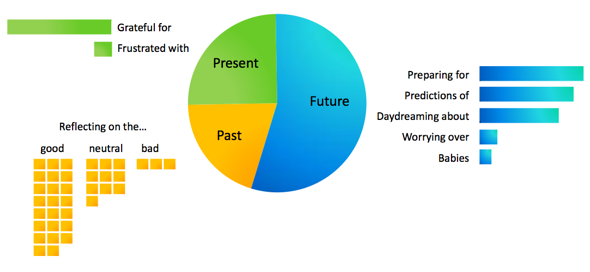 Grateful for
Frustrated with
Present
Future
Past
Preparing for
Predictions of
Daydreaming about
Worrying over
Babies
Reflecting on the...
good neutral bad